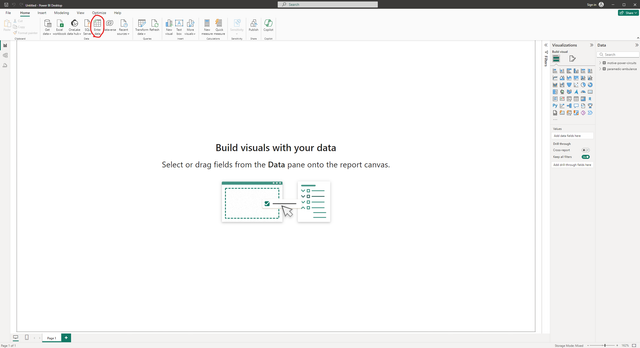 Untitled - Power BI Desktop
Search
Sign in
File
Home
Insert
Modeling
View
Optimize
Help
Share
Get data
Excel workbook
OneLake data hub
SQL Server
Enter data
Dataverse
Recent sources
Transform data
Refresh
New visual
Text box
More visuals
New measure
Quick measure
Sensitivity
Publish
Copilot
Clipboard
Data
Queries
Insert
Calculations
Sensitivity
Share
Copilot
Build visuals with your data
Select or drag fields from the Data pane onto the report canvas.
Filters
Visualizations
Build visual
Values
Add data fields here
Drill through
Cross-report
Keep all filters
Add drill-through fields here
Data
Search
Page 1
Page 1 of 1
Storage Mode: Mixed